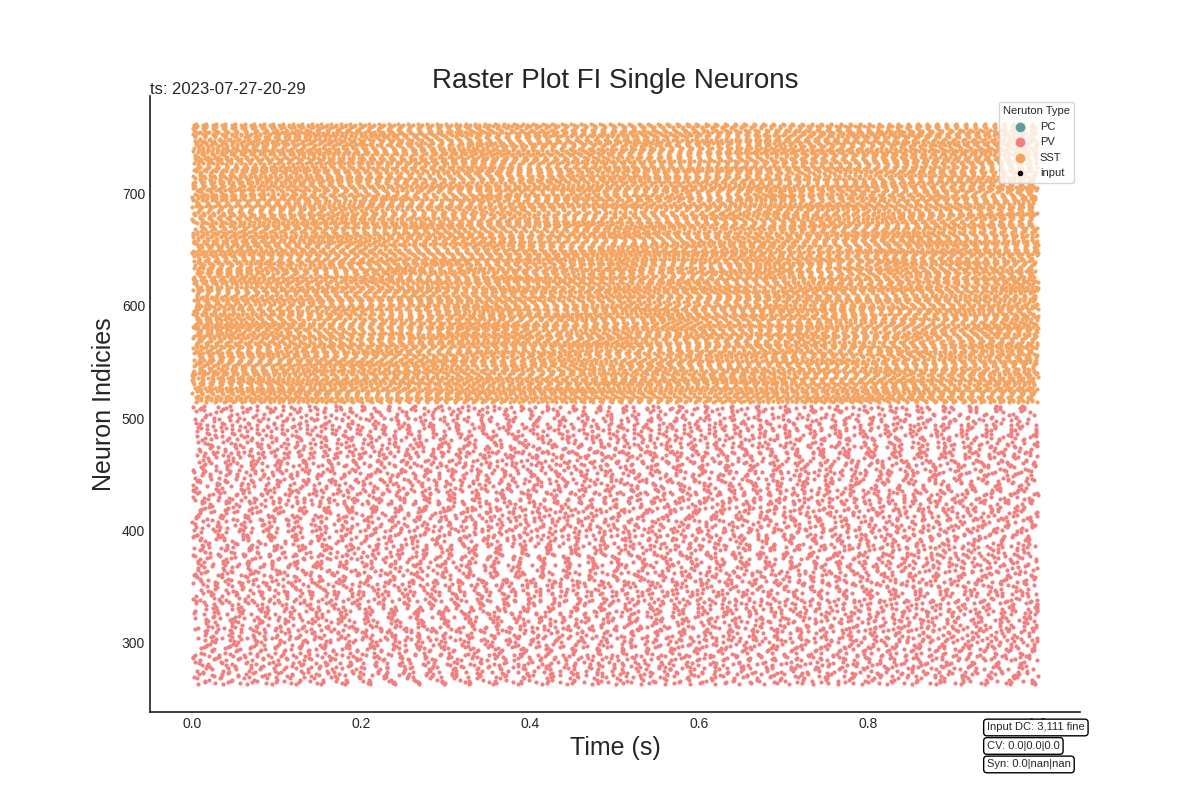 Raster Plot FI Single Neurons
ts: 2023-07-27-20-29
Neruton Type
PC
PV
SST
input
700
600
500
400
300
Neuron Indicies
0.0 0.2 0.4 0.6 0.8
Time (s)
Input DC: 3,111 fine
CV: 0.0|0.0|0.0
Syn: 0.0|nan|nan